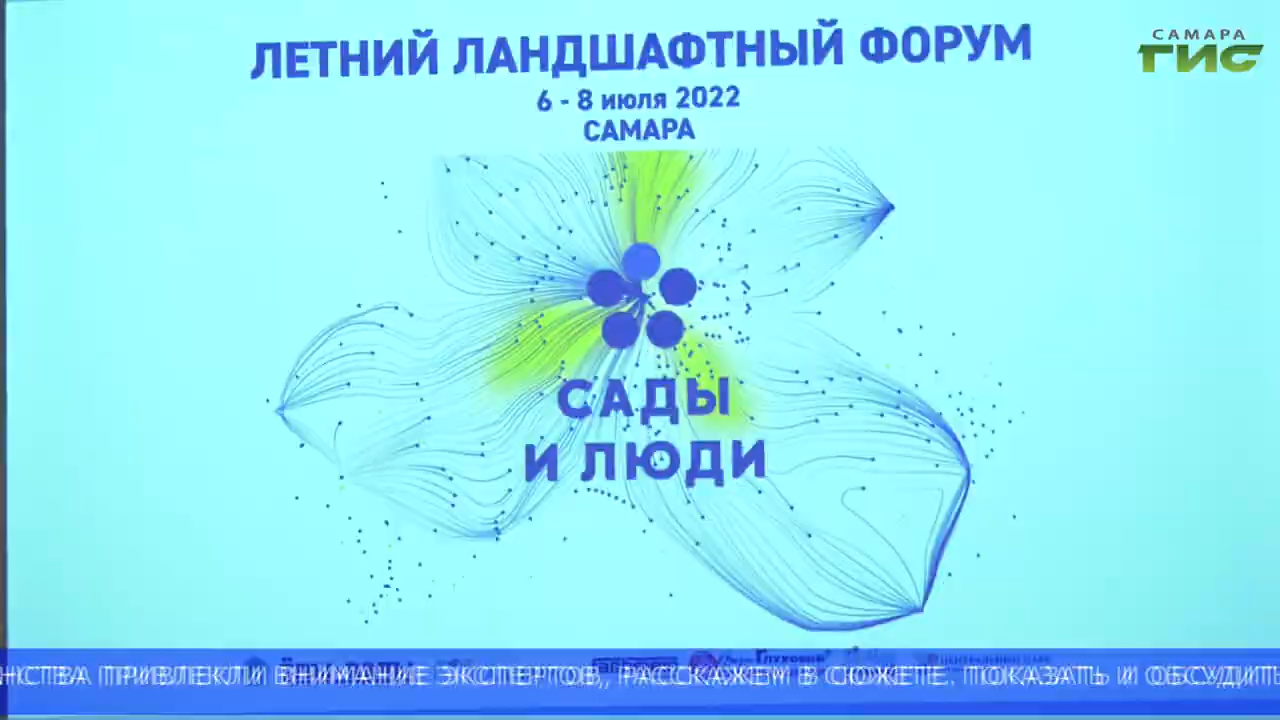 САМАРА
ГИС
ЛЕТНИЙ ЛАНДШАФТНЫЙ ФОРУМ
6 - 8 июля 2022
САМАРА
САДЫ
И ЛЮДИ
ПРИВЛЕКЛИ ВНИМАНИЕ ЭКСПЕРТОВ, РАССКАЖЕМ В СЮЖЕТЕ. ПОКАЗАТЬ И ОБСУДИТЬ